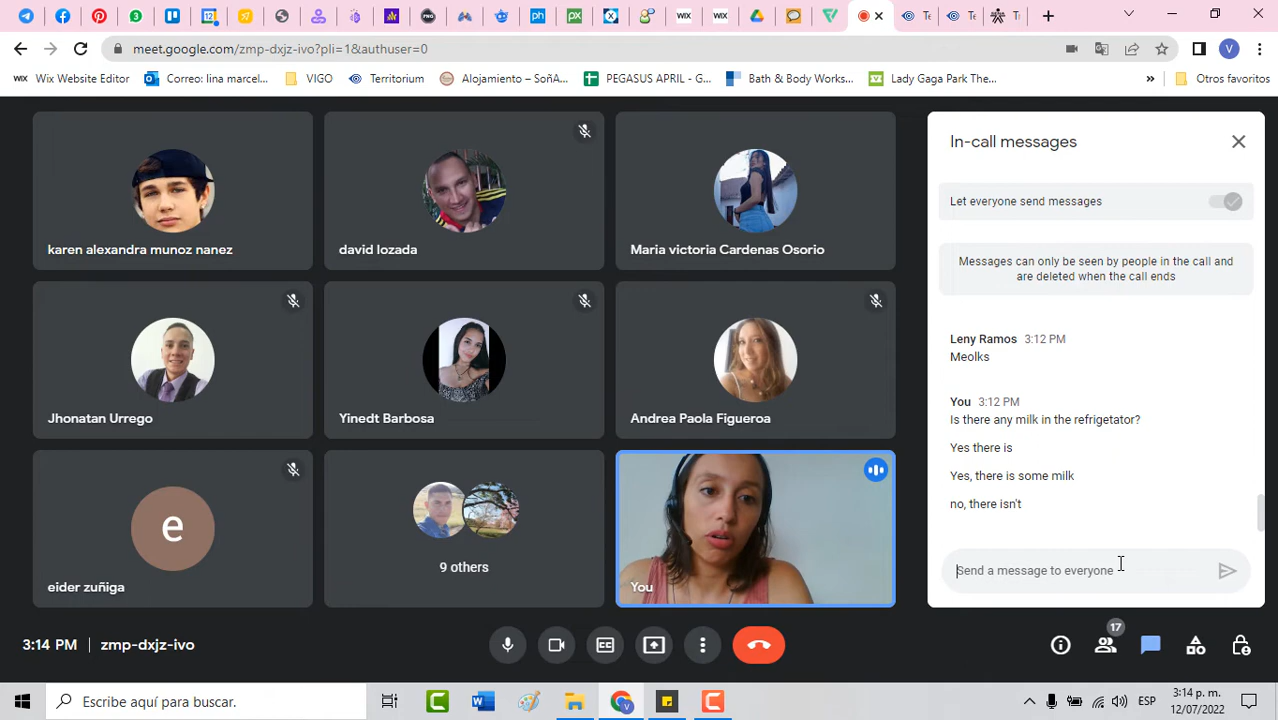 Te
Te
Ti
meet.google.com/zmp-dxjz-ivo?pli=1&authuser=0
V
WiX Wix Website Editor
Correo: lina marcel...
VIGO
Territorium
Alojamiento – SoñA...
PEGASUS APRIL - G...
Bath & Body Works...
Lady Gaga Park The...
»
Otros favoritos
karen alexandra munoz nanez
david lozada
Maria victoria Cardenas Osorio
Jhonatan Urrego
Yinedt Barbosa
Andrea Paola Figueroa
e
eider zuñiga
9 others
You
In-call messages
Let everyone send messages
Messages can only be seen by people in the call and
are deleted when the call ends
Leny Ramos 3:12 PM
Meolks
You 3:12 PM
Is there any milk in the refrigetator?
Yes there is
Yes, there is some milk
no, there isn't
Send a message to everyone
3:14 PM | zmp-dxjz-ivo
17
Escribe aquí para buscar.
ESP
3:14 p. m.
12/07/2022